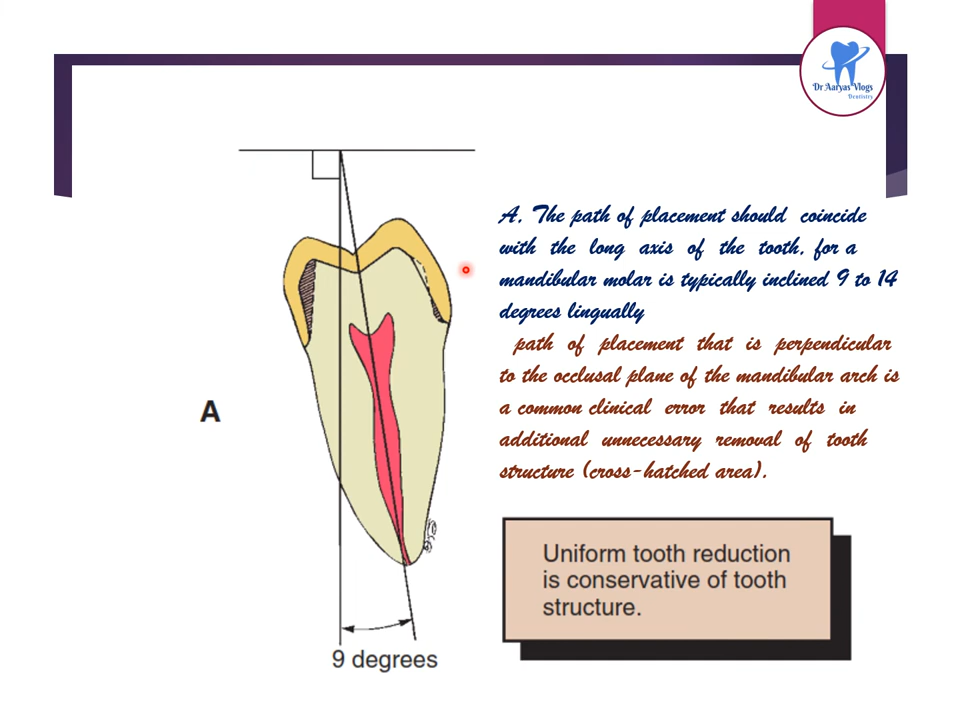 Dr Aaryas Vlogs
Dentistry
A. The path of placement should coincide
with the long axis of the tooth, for a
mandibular molar is typically inclined 9 to 14
degrees lingually
path of placement that is perpendicular
to the occlusal plane of the mandibular arch is
a common clinical error that results in
additional unnecessary removal of tooth
structure (cross-hatched area).
A
Uniform tooth reduction
is conservative of tooth
structure.
9 degrees